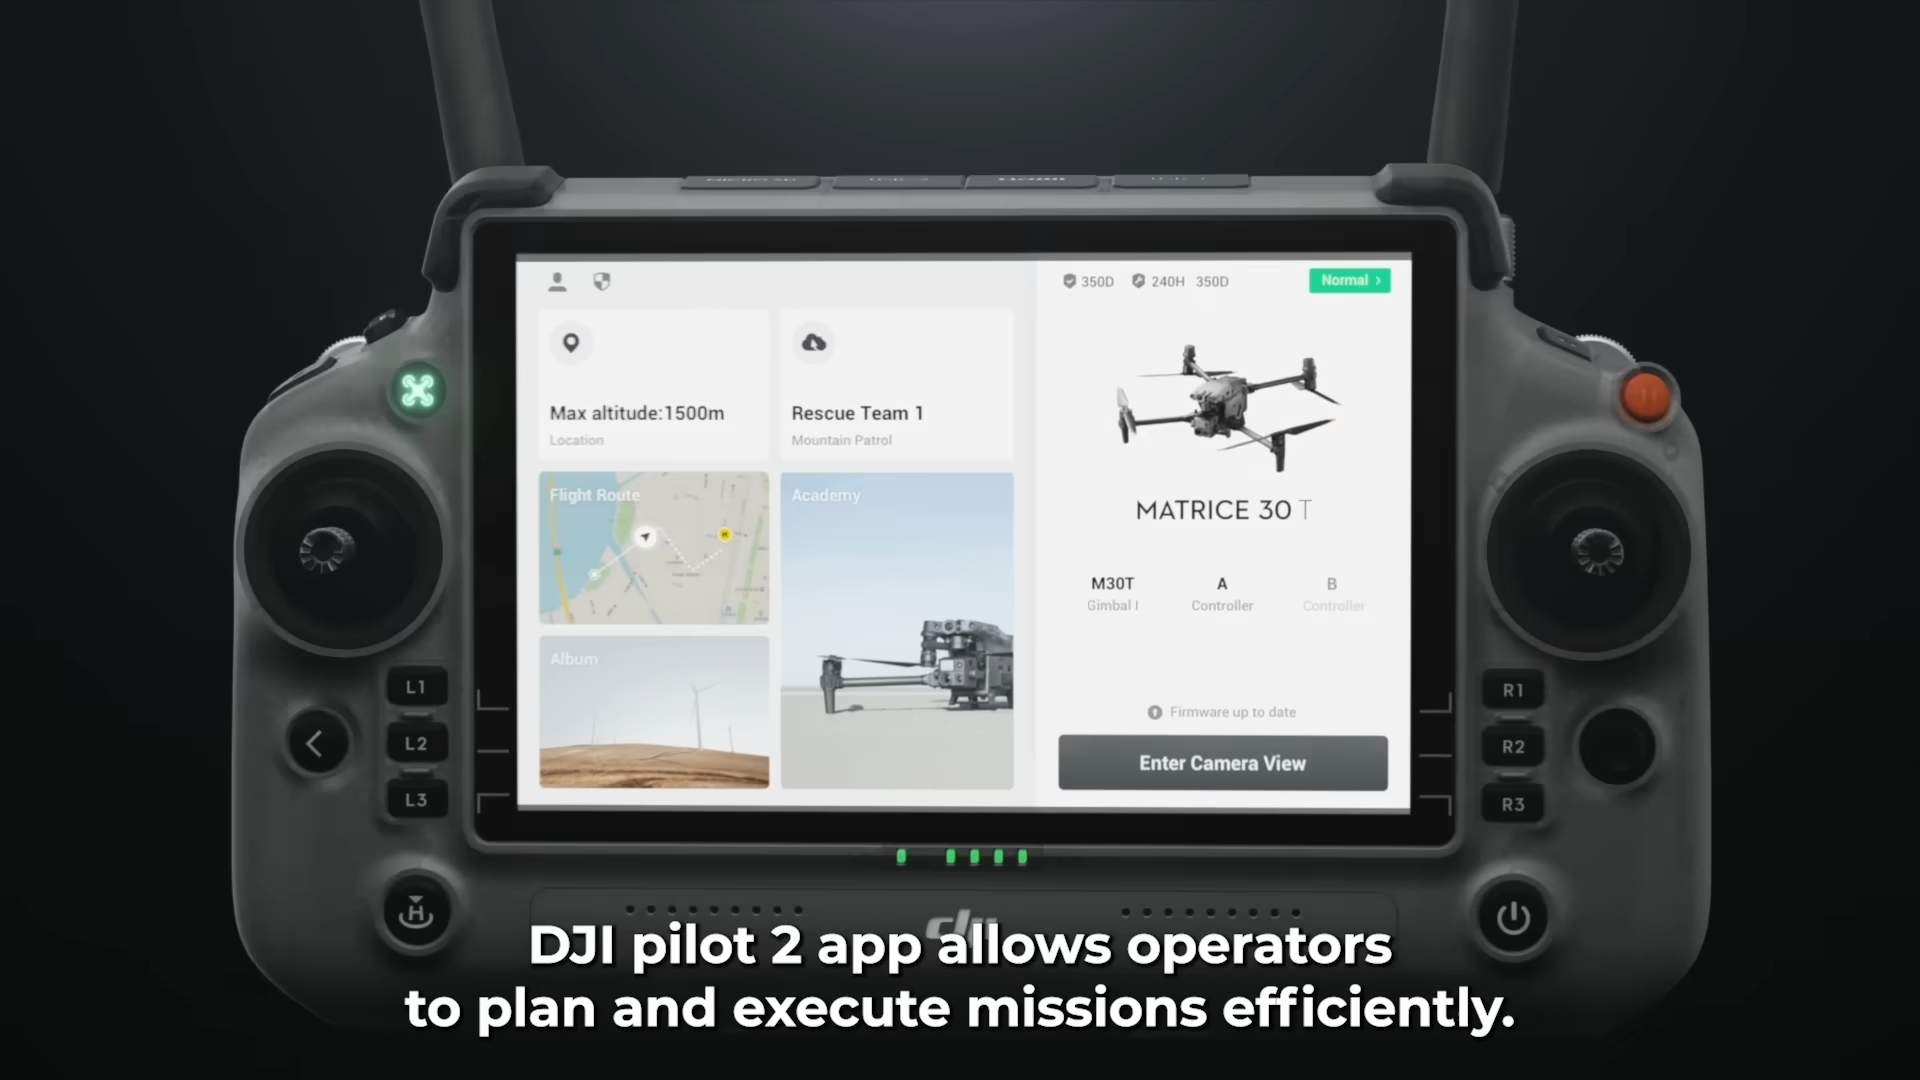 350D
240H
350D
Normal
Max altitude:1500m
Location
Rescue Team 1
Mountain Patrol
Flight Route
H
Academy
Album
MATRICE 30 T
M30T
Gimbal I
A
Controller
B
Controller
Firmware up to date
Enter Camera View
L1
L2
L3
R1
R2
R3
H
dji
DJI pilot 2 app allows operators
to plan and execute missions efficiently.